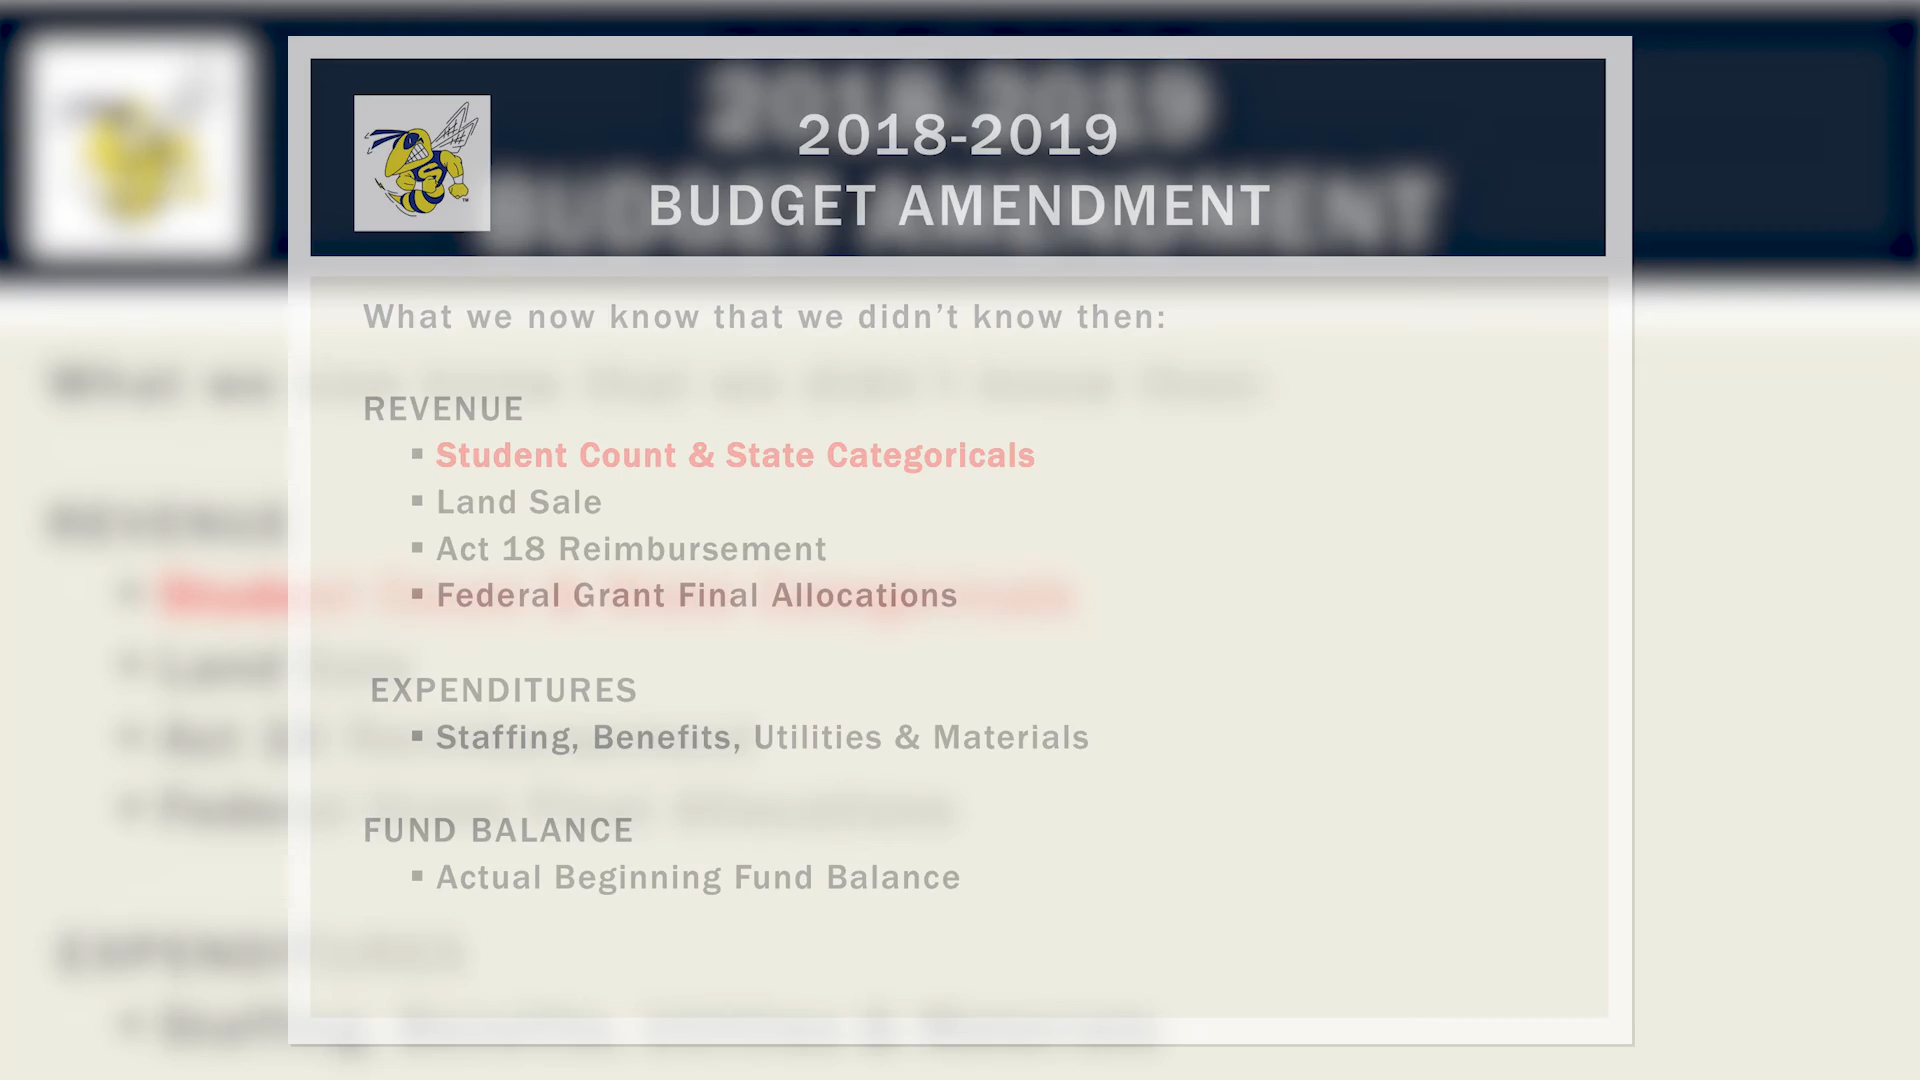 2018-2019
BUDGET AMENDMENT
What we now know that we didn’t know then:
REVENUE
▪ Student Count & State Categoricals
▪ Land Sale
▪ Act 18 Reimbursement
▪ Federal Grant Final Allocations
EXPENDITURES
▪ Staffing, Benefits, Utilities & Materials
FUND BALANCE
▪ Actual Beginning Fund Balance